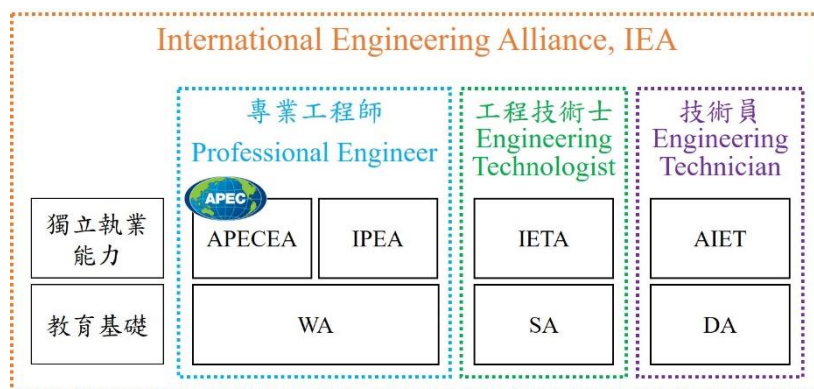 International Engineering Alliance, IEA
專業工程師
Professional Engineer
工程技術士
Engineering
Technologist
技術員
Engineering
Technician
獨立執業
能力
APEC
APECEA
IPEA
IETA
AIET
教育基礎
WA
SA
DA